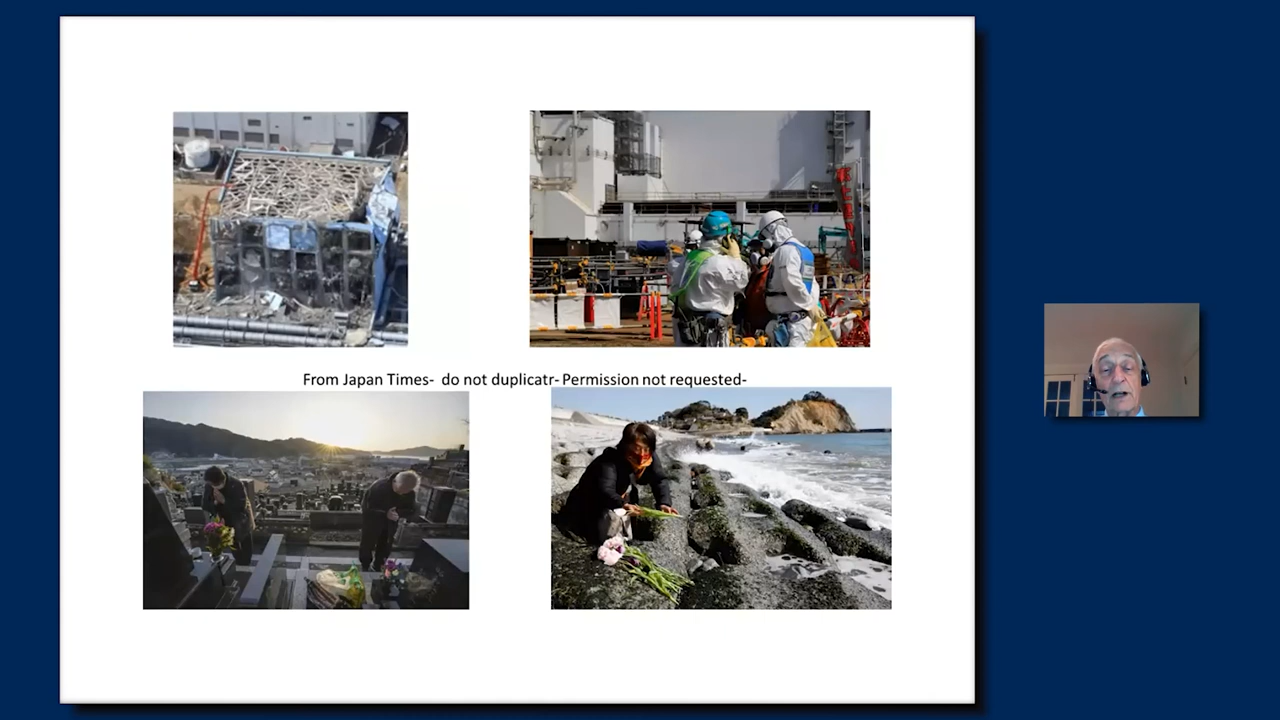 From Japan Times-  do not duplicatr- Permission not requested-